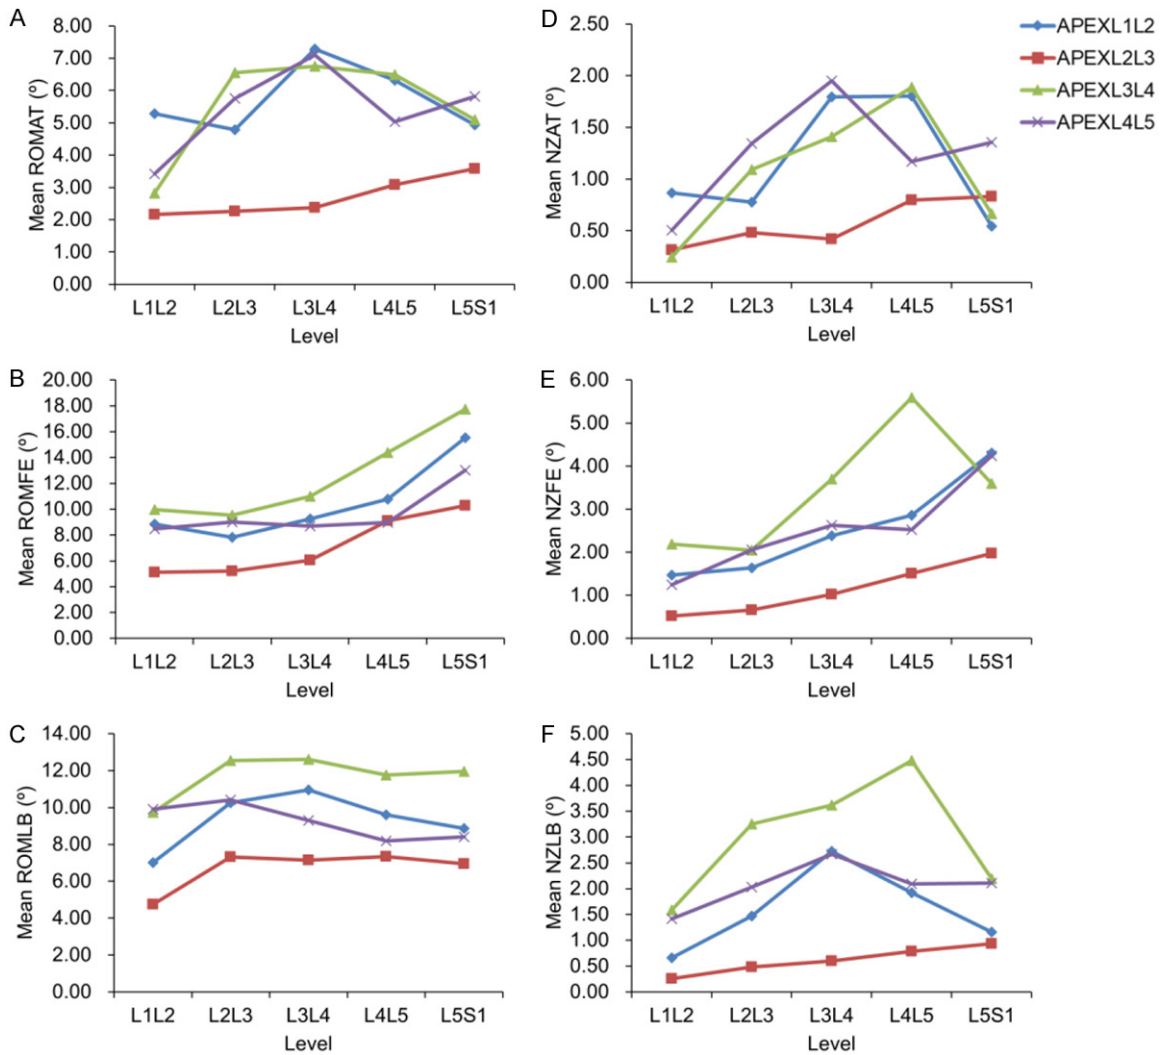 A
Mean ROMAT (º)
8.00
7.00
6.00
5.00
4.00
3.00
2.00
1.00
0.00
L1L2 L2L3 L3L4 L4L5 L5S1
Level
D
Mean NZAT (º)
2.50
2.00
1.50
1.00
0.50
0.00
L1L2 L2L3 L3L4 L4L5 L5S1
Level
APEXL1L2
APEXL2L3
APEXL3L4
APEXL4L5
B
Mean ROMFE (º)
20.00
18.00
16.00
14.00
12.00
10.00
8.00
6.00
4.00
2.00
0.00
L1L2 L2L3 L3L4 L4L5 L5S1
Level
E
Mean NZFE (º)
6.00
5.00
4.00
3.00
2.00
1.00
0.00
L1L2 L2L3 L3L4 L4L5 L5S1
Level
C
Mean ROMLB (º)
14.00
12.00
10.00
8.00
6.00
4.00
2.00
0.00
L1L2 L2L3 L3L4 L4L5 L5S1
Level
F
Mean NZLB (º)
5.00
4.50
4.00
3.50
3.00
2.50
2.00
1.50
1.00
0.50
0.00
L1L2 L2L3 L3L4 L4L5 L5S1
Level